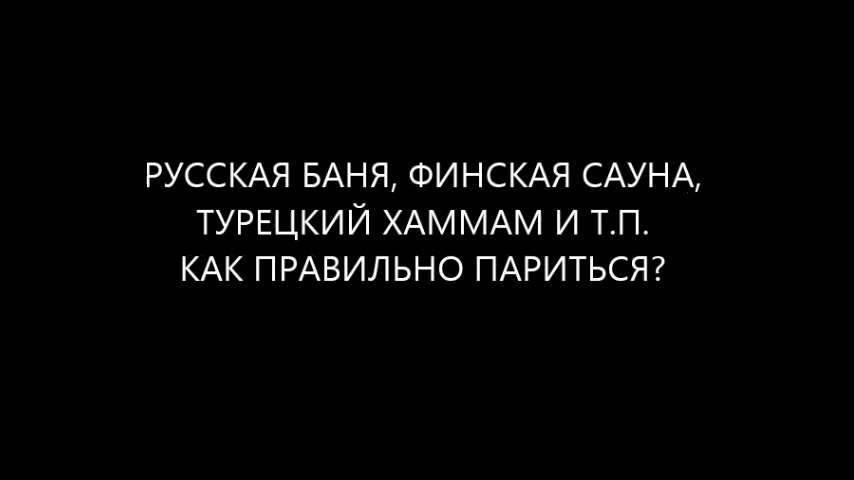 РУССКАЯ БАНЯ, ФИНСКАЯ САУНА,
ТУРЕЦКИЙ ХАММАМ И Т.П.
КАК ПРАВИЛЬНО ПАРИТЬСЯ?